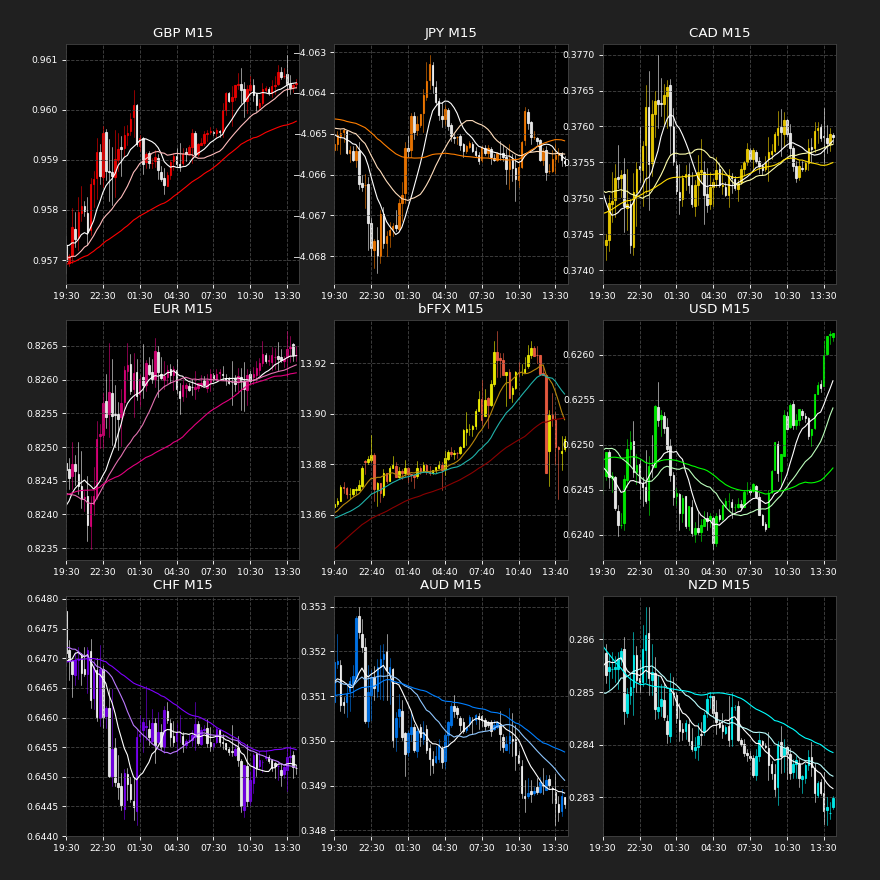 GBP M15
JPY M15
CAD M15
0.961
0.960
0.959
0.958
0.957
−4.063
−4.064
−4.065
−4.066
−4.067
−4.068
0.3770
0.3765
0.3760
0.3755
0.3750
0.3745
0.3740
19:30 22:30 01:30 04:30 07:30 10:30 13:30
19:30 22:30 01:30 04:30 07:30 10:30 13:30
19:30 22:30 01:30 04:30 07:30 10:30 13:30
EUR M15
bFFX M15
USD M15
0.8265
0.8260
0.8255
0.8250
0.8245
0.8240
0.8235
13.92
13.90
13.88
13.86
0.6260
0.6255
0.6250
0.6245
0.6240
19:30 22:30 01:30 04:30 07:30 10:30 13:30
19:40 22:40 01:40 04:40 07:40 10:40 13:40
19:30 22:30 01:30 04:30 07:30 10:30 13:30
CHF M15
AUD M15
NZD M15
0.6480
0.6475
0.6470
0.6465
0.6460
0.6455
0.6450
0.6445
0.6440
0.353
0.352
0.351
0.350
0.349
0.348
0.286
0.285
0.284
0.283
19:30 22:30 01:30 04:30 07:30 10:30 13:30
19:30 22:30 01:30 04:30 07:30 10:30 13:30
19:30 22:30 01:30 04:30 07:30 10:30 13:30